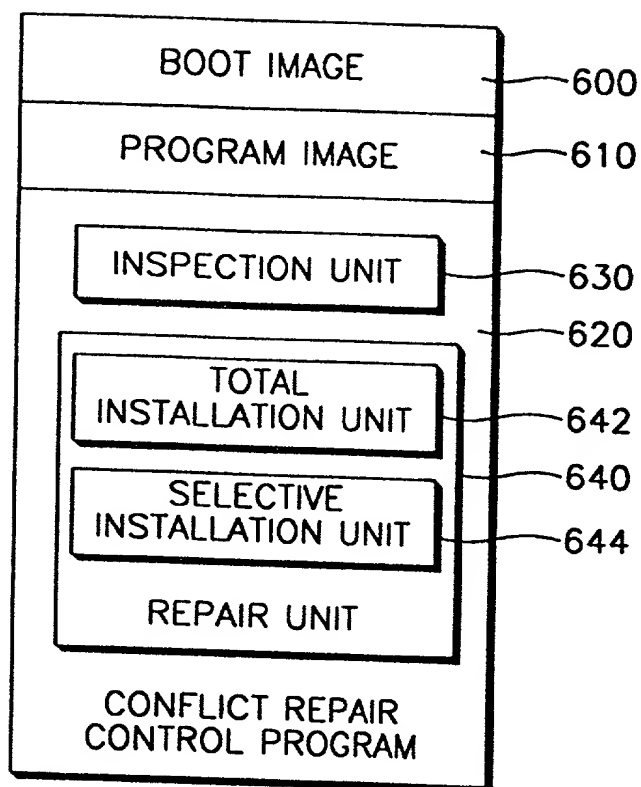 BOOT IMAGE
600
PROGRAM IMAGE
610
INSPECTION UNIT
630
620
TOTAL
INSTALLATION UNIT
642
640
SELECTIVE
INSTALLATION UNIT
644
REPAIR UNIT
CONFLICT REPAIR
CONTROL PROGRAM